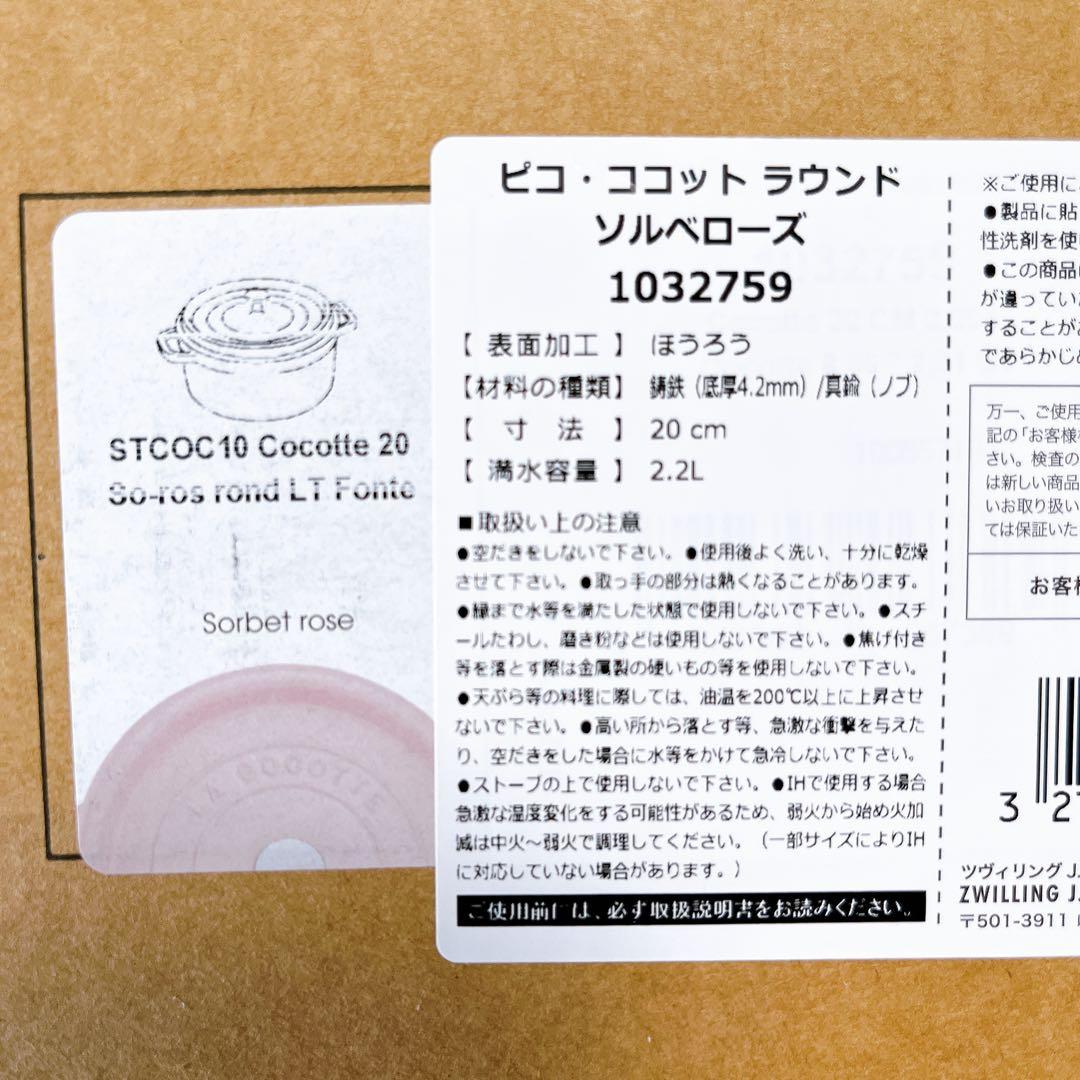 STCOC10 Cocotte 20
So-ros rond LT Fonte
Sorbet rose
COCOTTE
ピコ・ココット ラウンド
ソルベローズ
1032759
【 表面加工 】 ほうろう
【材料の種類】 鋳鉄（底厚4.2mm）/真鍮（ノブ）
【 寸 法 】 20 cm
【 満水容量 】 2.2L
■取扱い上の注意
●空だきをしないで下さい。●使用後よく洗い、十分に乾燥
させて下さい。●取っ手の部分は熱くなることがあります。
●縁まで水等を満たした状態で使用しないで下さい。●スチ
ールたわし、磨き粉などは使用しないで下さい。●焦げ付き
等を落とす際は金属製の硬いもの等を使用しないで下さい。
●天ぷら等の料理に際しては、油温を200℃以上に上昇させ
ないで下さい。●高い所から落とす等、急激な衝撃を与えた
り、空だきをした場合に水等をかけて急冷しないで下さい。
●ストーブの上で使用しないで下さい。●IHで使用する場合
急激な温度変化をする可能性があるため、弱火から始め火加
減は中火～弱火で調理してください。（一部サイズによりIH
に対応していない場合があります。）
ご使用前には、必ず取扱説明書をお読みください。
※ご使用に
●製品に貼
性洗剤を使
●この商品
が違ってい
することが
であらかじめ
万一、ご使用
記の「お客様
さい。検査の
は新しい商品
いお取り扱い
ては保証いた
お客様
3 27
ツヴィリング J.
ZWILLING J.
〒501-3911